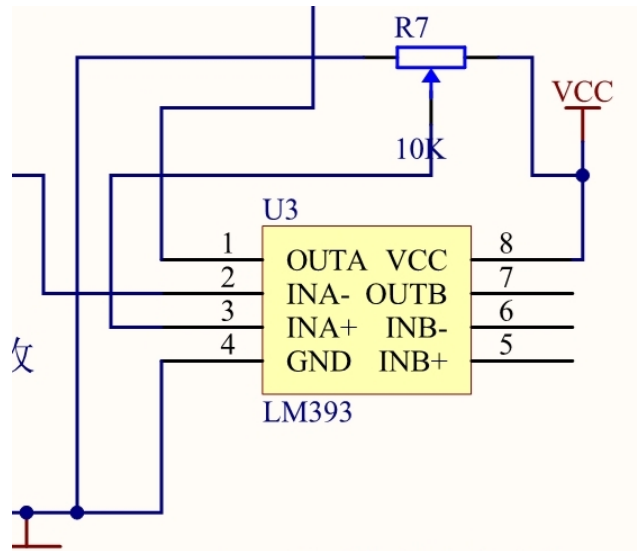 R7
VCC
10K
U3
1 OUTA VCC 8
2 INA- OUTB 7
3 INA+ INB- 6
4 GND INB+ 5
LM393